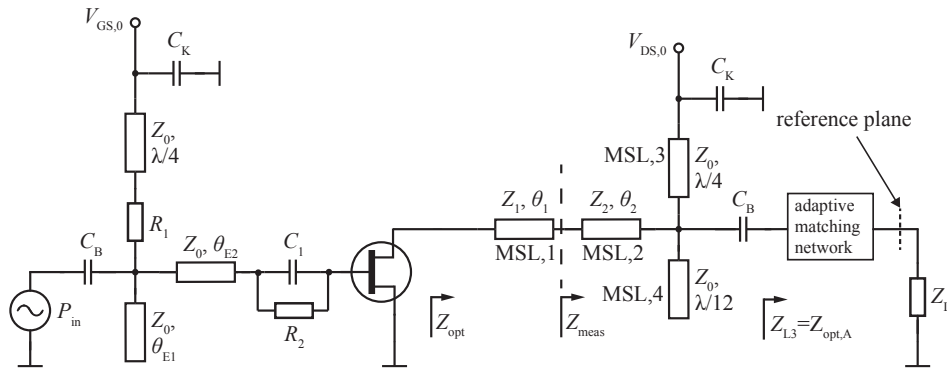 V_GS,0
C_K
Z_0,
λ/4
R_1
C_B
Z_0, θ_E2
C_1
R_2
P_in
Z_0,
θ_E1
Z_opt
Z_1, θ_1
MSL,1
Z_meas
Z_2, θ_2
MSL,2
V_DS,0
C_K
MSL,3
Z_0,
λ/4
C_B
MSL,4
Z_0,
λ/12
Z_L3=Z_opt,A
adaptive
matching
network
reference plane